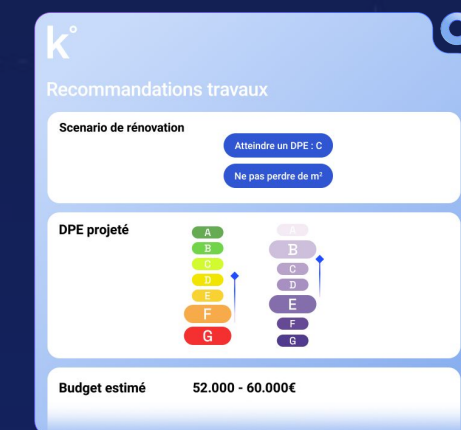 k°
Recommandations travaux
Scenario de rénovation
Atteindre un DPE : C
Ne pas perdre de m²
DPE projeté
A
B
C
D
E
F
G
A
B
C
D
E
F
G
Budget estimé 52.000 - 60.000€